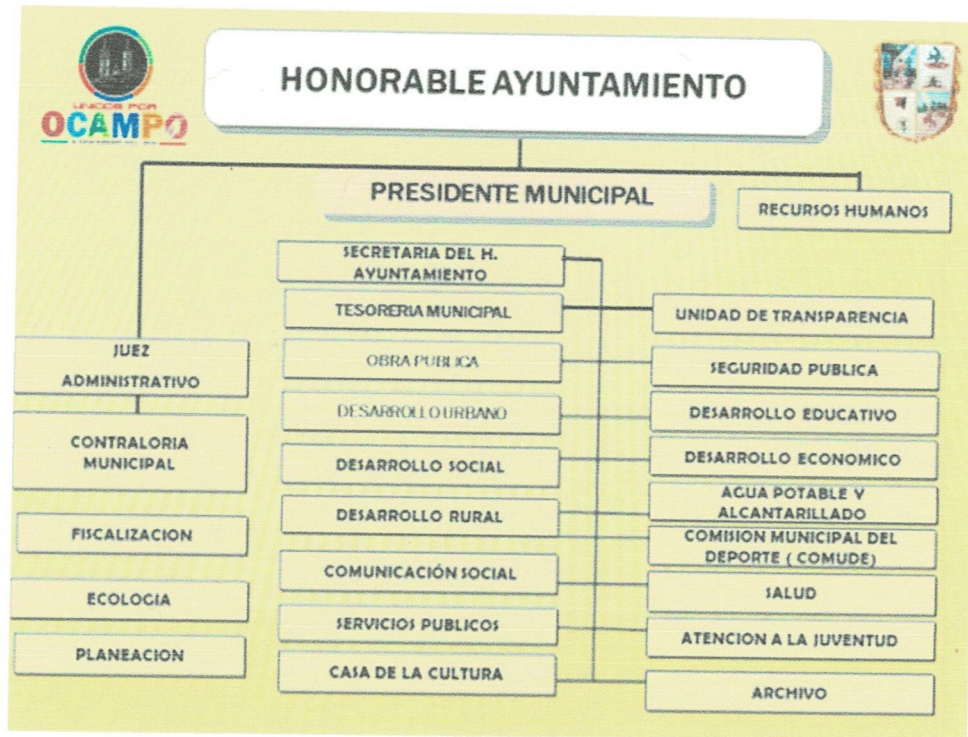 HONORABLE AYUNTAMIENTO
UNIDOS POR
OCAMPO
PRESIDENTE MUNICIPAL
RECURSOS HUMANOS
SECRETARIA DEL H.
AYUNTAMIENTO
TESORERIA MUNICIPAL
UNIDAD DE TRANSPARENCIA
JUEZ
ADMINISTRATIVO
OBRA PUBLICA
SEGURIDAD PUBLICA
DESARROLLO URBANO
DESARROLLO EDUCATIVO
CONTRALORIA
MUNICIPAL
DESARROLLO SOCIAL
DESARROLLO ECONOMICO
DESARROLLO RURAL
AGUA POTABLE Y
ALCANTARILLADO
FISCALIZACION
COMISION MUNICIPAL DEL
DEPORTE ( COMUDE)
COMUNICACIÓN SOCIAL
SALUD
ECOLOGIA
SERVICIOS PUBLICOS
ATENCION A LA JUVENTUD
PLANEACION
CASA DE LA CULTURA
ARCHIVO